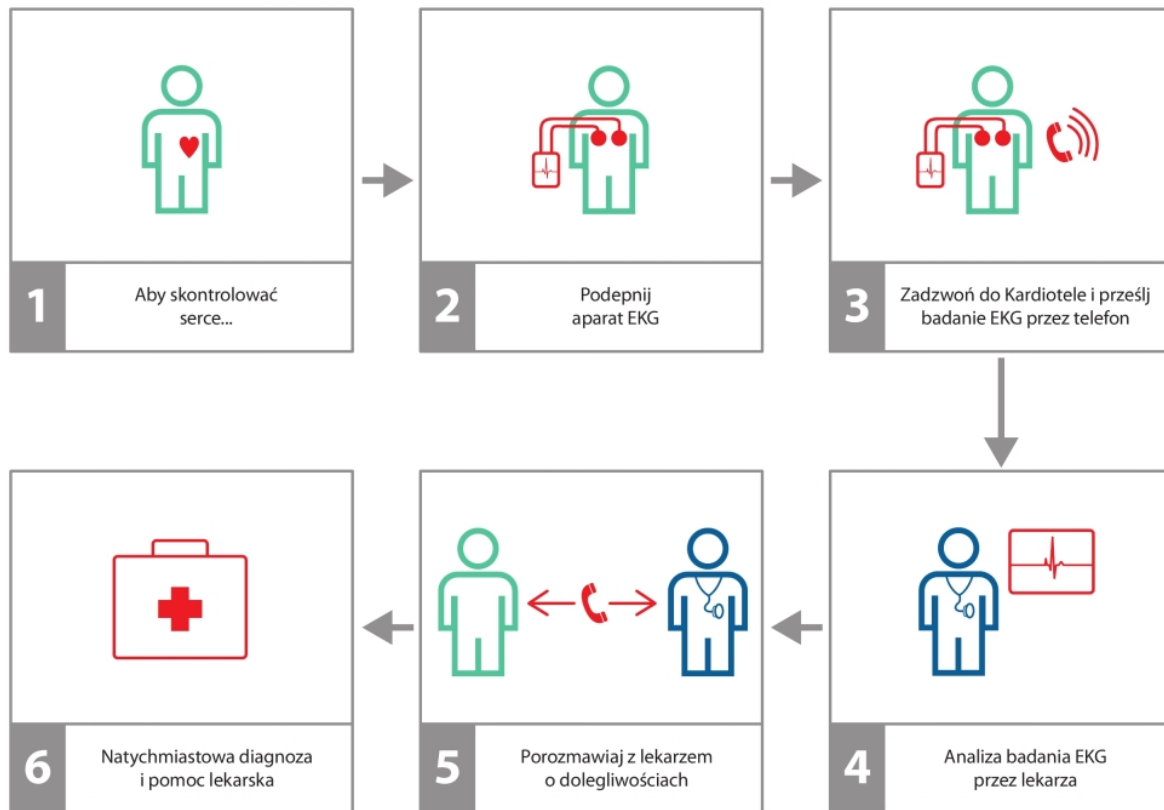 1
Aby skontrolować
serce...
2
Podepnij
aparat EKG
3
Zadzwoń do Kardiotele i prześlj
badanie EKG przez telefon
4
Analiza badania EKG
przez lekarza
5
Porozmawiaj z lekarzem
o dolegliwościach
6
Natychmiastowa diagnoza
i pomoc lekarska